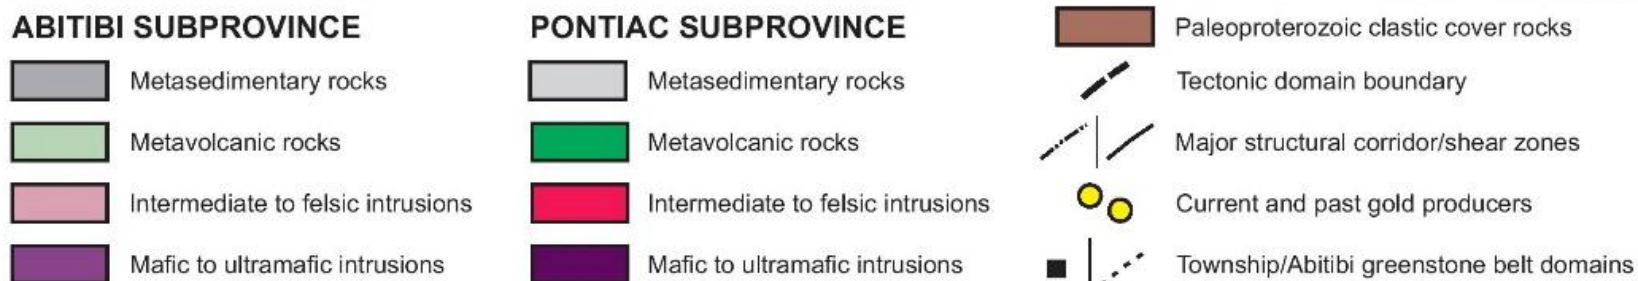 ABITIBI SUBPROVINCE
Metasedimentary rocks
Metavolcanic rocks
Intermediate to felsic intrusions
Mafic to ultramafic intrusions
PONTIAC SUBPROVINCE
Metasedimentary rocks
Metavolcanic rocks
Intermediate to felsic intrusions
Mafic to ultramafic intrusions
Paleoproterozoic clastic cover rocks
Tectonic domain boundary
Major structural corridor/shear zones
Current and past gold producers
Township/Abitibi greenstone belt domains